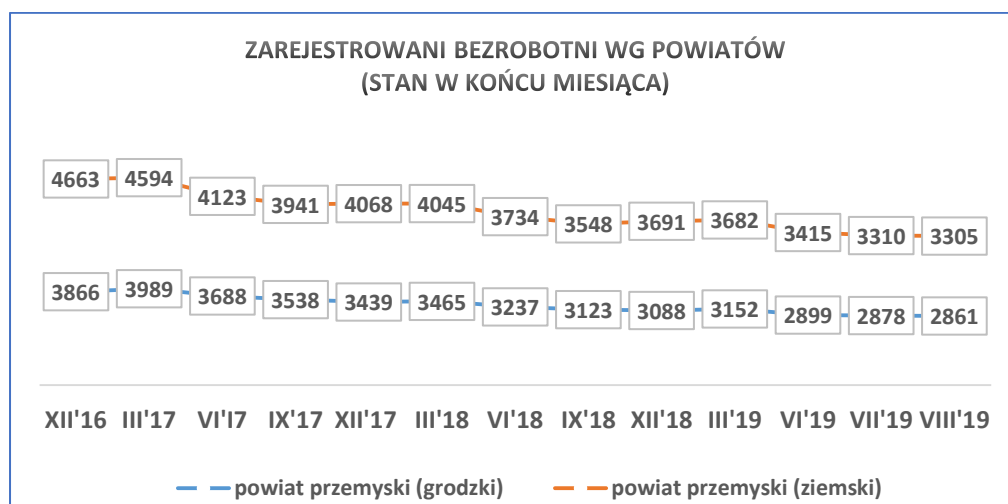 ZAREJESTROWANI BEZROBOTNI WG POWIATÓW
(STAN W KOŃCU MIESIĄCA)
4663 4594 4123 3941 4068 4045 3734 3548 3691 3682 3415 3310 3305
3866 3989 3688 3538 3439 3465 3237 3123 3088 3152 2899 2878 2861
XII'16 III'17 VI'I7 IX'17 XII'17 III'18 VI'18 IX'18 XII'18 III'19 VI'19 VII'19 VIII'19
powiat przemyski (grodzki) powiat przemyski (ziemski)